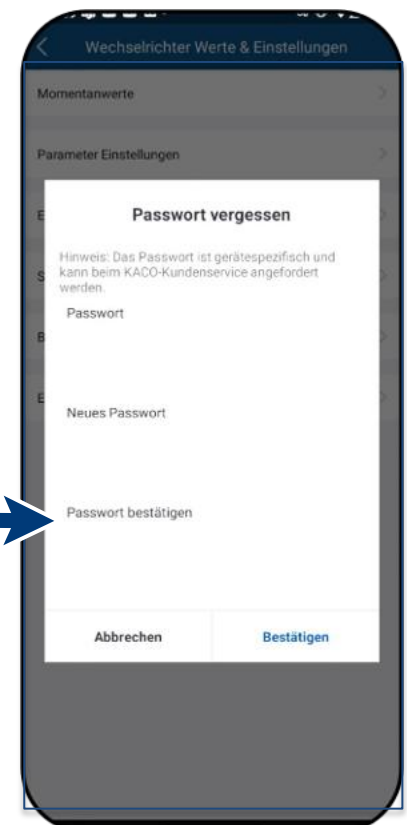 Wechselrichter Werte & Einstellungen
Momentanwerte
Parameter Einstellungen
E
Passwort vergessen
Hinweis: Das Passwort ist gerätespezifisch und
kann beim KACO-Kundenservice angefordert
werden.
S
Passwort
B
E
Neues Passwort
Passwort bestätigen
Abbrechen
Bestätigen